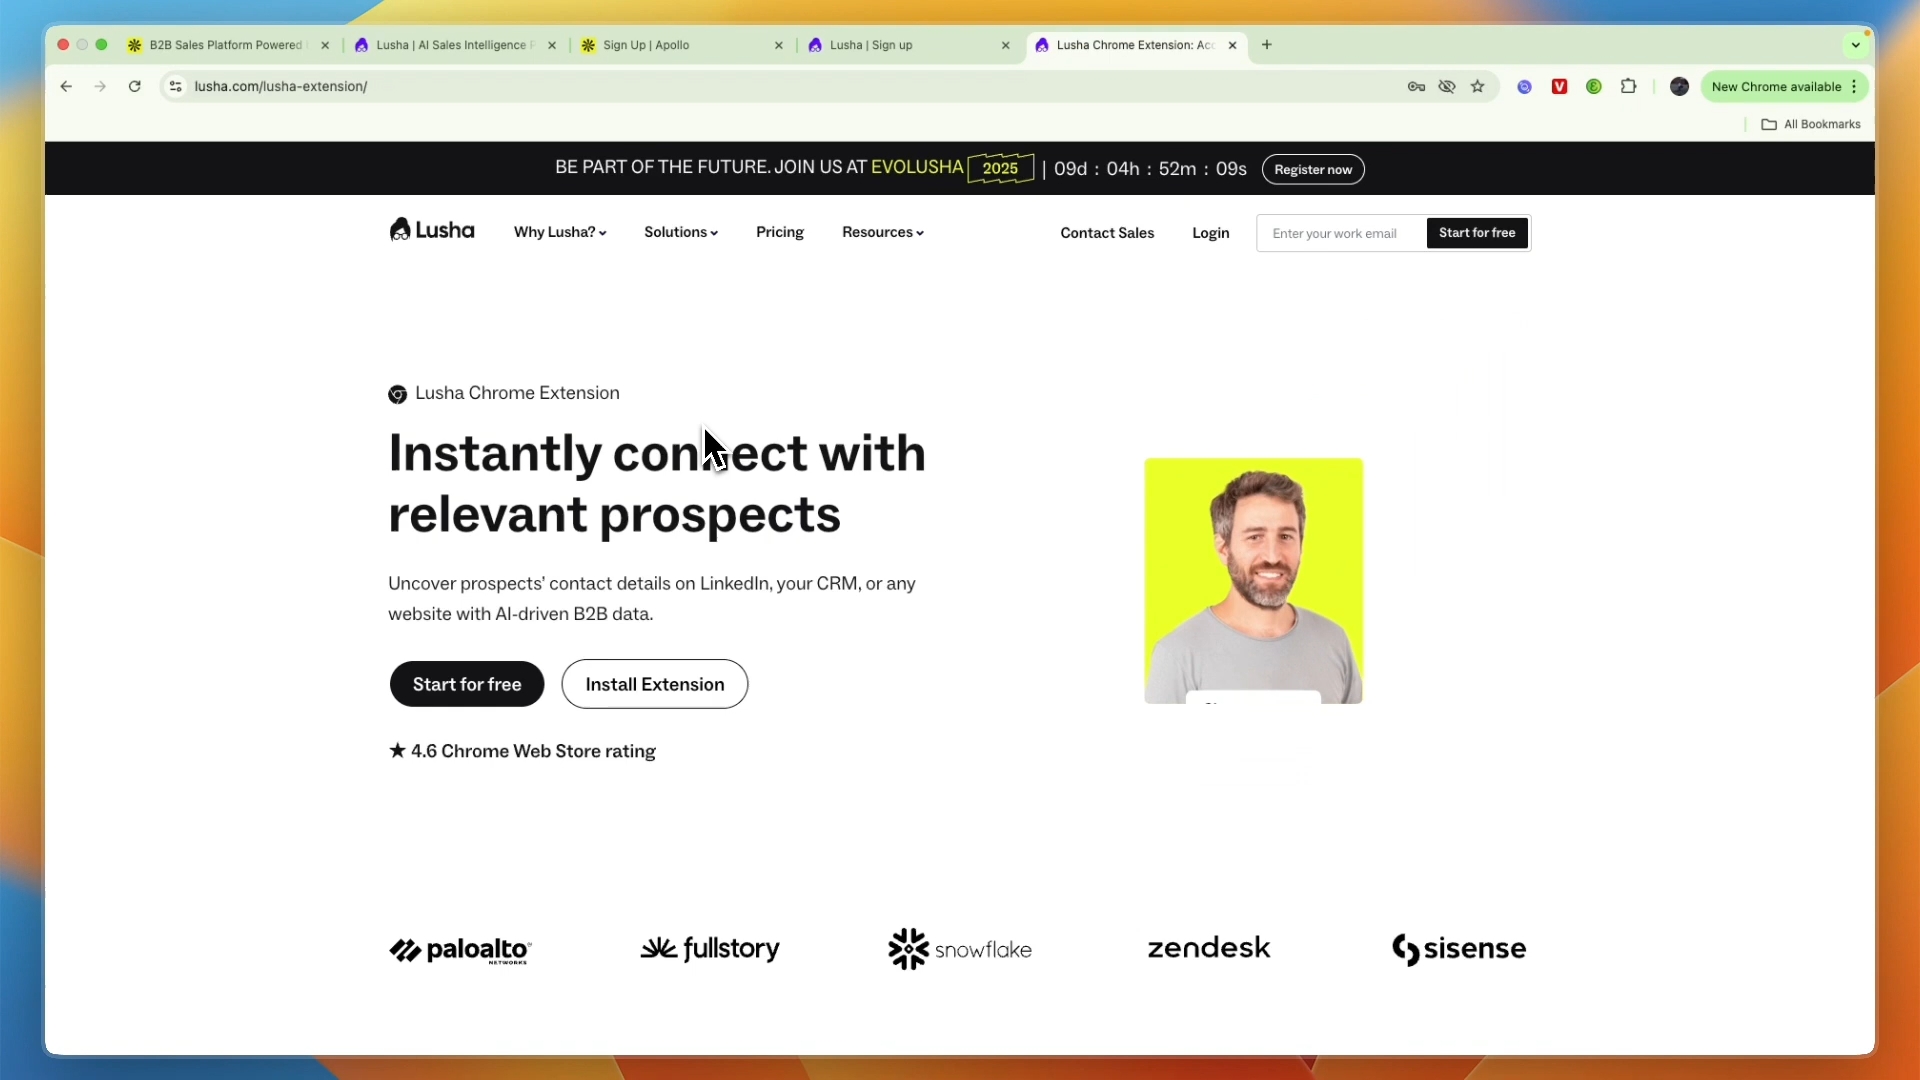 B2B Sales Platform Powered
Lusha | AI Sales Intelligence P
Sign Up | Apollo
Lusha | Sign up
Lusha Chrome Extension: Acc
lusha.com/lusha-extension/
New Chrome available
All Bookmarks
BE PART OF THE FUTURE. JOIN US AT EVOLUSHA 2025 | 09d : 04h : 52m : 09s
Register now
Lusha
Why Lusha?
Solutions
Pricing
Resources
Contact Sales
Login
Enter your work email
Start for free
Lusha Chrome Extension
Instantly connect with
relevant prospects
Uncover prospects' contact details on LinkedIn, your CRM, or any
website with AI-driven B2B data.
Start for free
Install Extension
★ 4.6 Chrome Web Store rating
paloalto
NETWORKS
fullstory
snowflake
zendesk
sisense